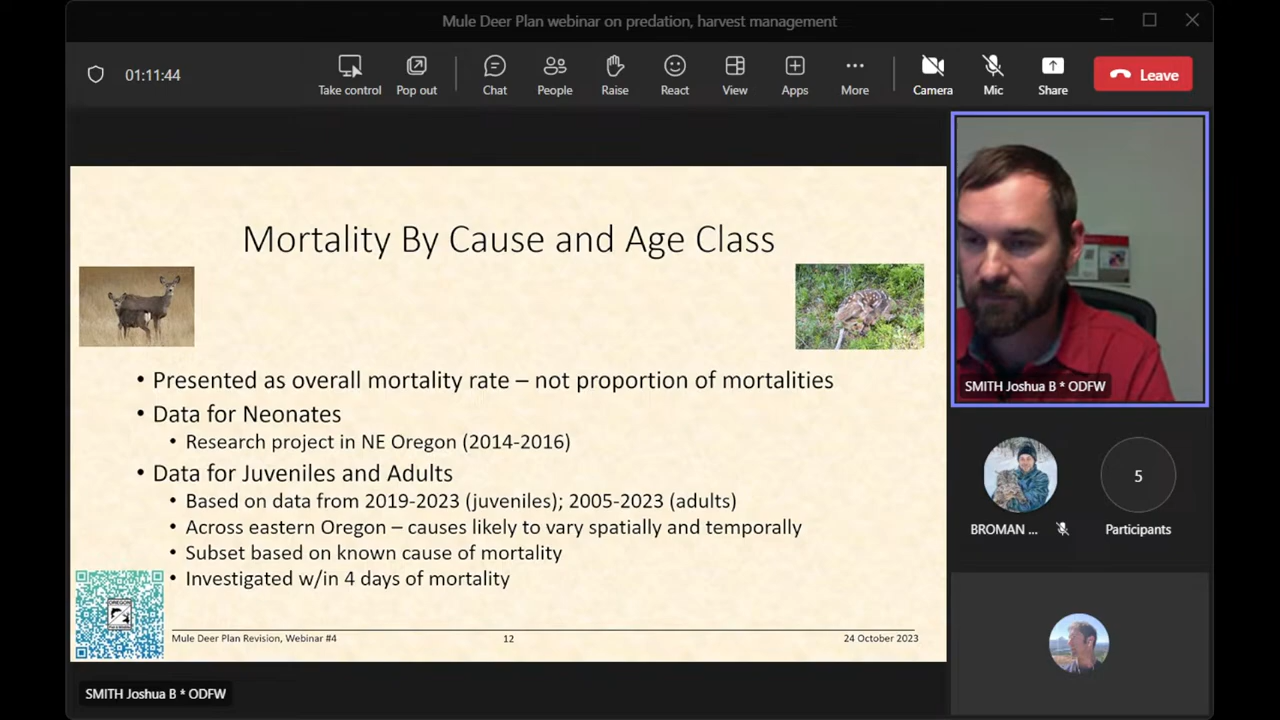 Mule Deer Plan webinar on predation, harvest management
01:11:44
Take control
Pop out
Chat
People
Raise
React
View
Apps
More
Camera
Mic
Share
Leave
Mortality By Cause and Age Class
• Presented as overall mortality rate – not proportion of mortalities
• Data for Neonates
• Research project in NE Oregon (2014-2016)
• Data for Juveniles and Adults
• Based on data from 2019-2023 (juveniles); 2005-2023 (adults)
• Across eastern Oregon – causes likely to vary spatially and temporally
• Subset based on known cause of mortality
• Investigated w/in 4 days of mortality
OREGON
Mule Deer Plan Revision, Webinar #4
12
24 October 2023
SMITH Joshua B * ODFW
SMITH Joshua B * ODFW
BROMAN ...
5
Participants